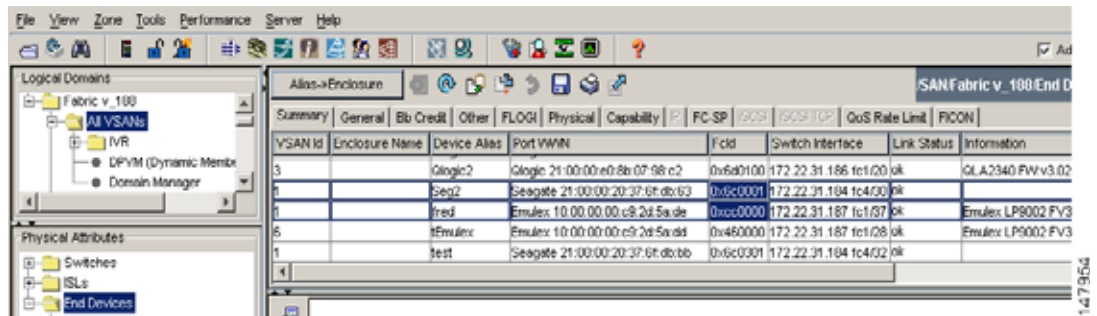 File View Zone Tools Performance Server Help
Ad
Logical Domains
Fabric v_188
All VSANs
IVR
DPVM (Dynamic Membe
Domain Manager
Physical Attributes
Switches
ISLs
End Devices
Alias->Enclosure
/SAN/Fabric v_188/End D
Summary General Bb Credit Other FLOGI Physical Capability IP FC-SP iSCSI iSCSI TCP QoS Rate Limit FICON
VSAN Id Enclosure Name Device Alias Port WWN FcId Switch Interface Link Status Information
3 Qlogic2 Qlogic 21:00:00:e0:8b:07:98:c2 0x6d0100 172.22.31.186 fc1/20 ok QLA2340 FW:v3.02
1 Seg2 Seagate 21:00:00:20:37:6f:db:63 0x6c0001 172.22.31.184 fc4/30 ok
1 fred Emulex 10:00:00:00:c9:2d:5a:de 0xcc0000 172.22.31.187 fc1/37 ok Emulex LP9002 FV3
6 tEmulex Emulex 10:00:00:00:c9:2d:5a:dd 0x460000 172.22.31.187 fc1/28 ok Emulex LP9002 FV3
1 test Seagate 21:00:00:20:37:6f:db:bb 0x6c0301 172.22.31.184 fc4/32 ok
147954